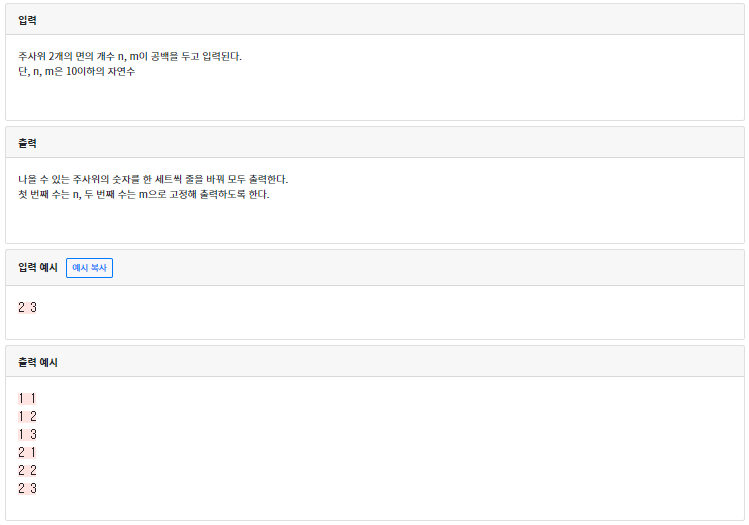 입력
주사위 2개의 면의 개수 n, m이 공백을 두고 입력된다.
단, n, m은 10이하의 자연수
출력
나올 수 있는 주사위의 숫자를 한 세트씩 줄을 바꿔 모두 출력한다.
첫 번째 수는 n, 두 번째 수는 m으로 고정해 출력하도록 한다.
입력 예시 예시 복사
2 3
출력 예시
1 1
1 2
1 3
2 1
2 2
2 3